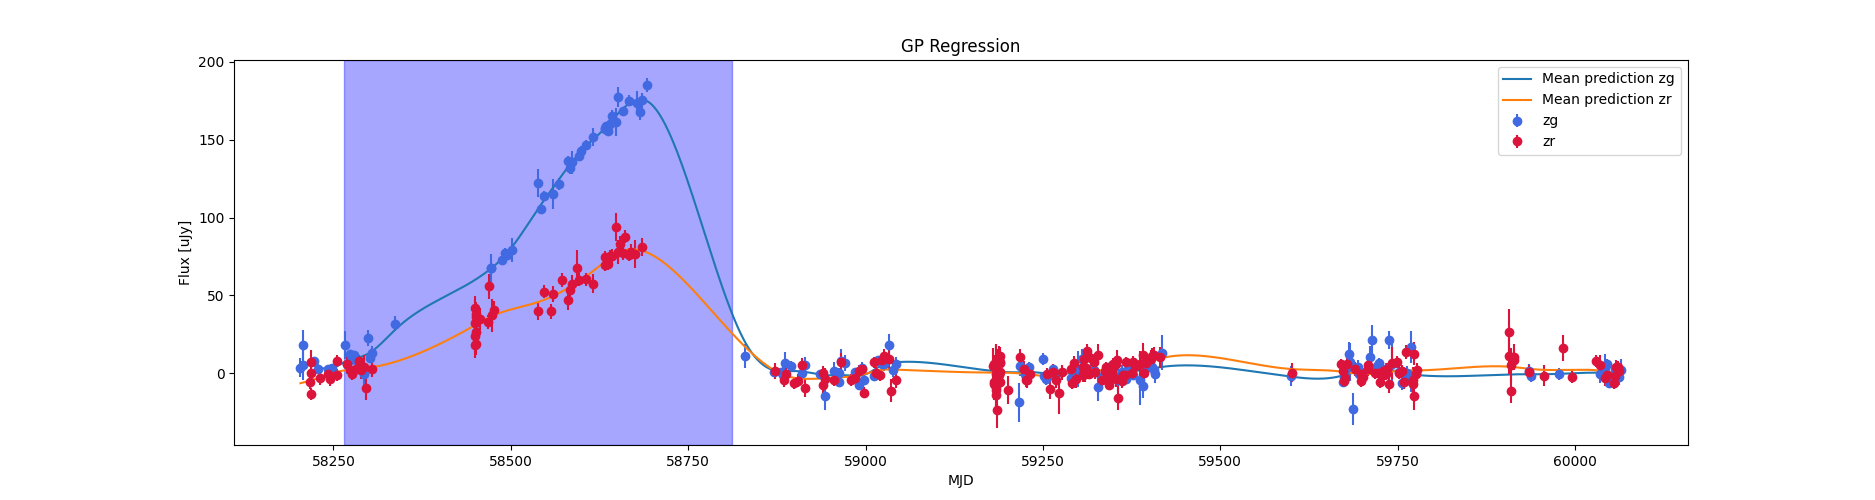 GP Regression
200
150
100
50
0
Flux [uJy]
58250
58500
58750
59000
59250
59500
59750
60000
MJD
Mean prediction zg
Mean prediction zr
zg
zr